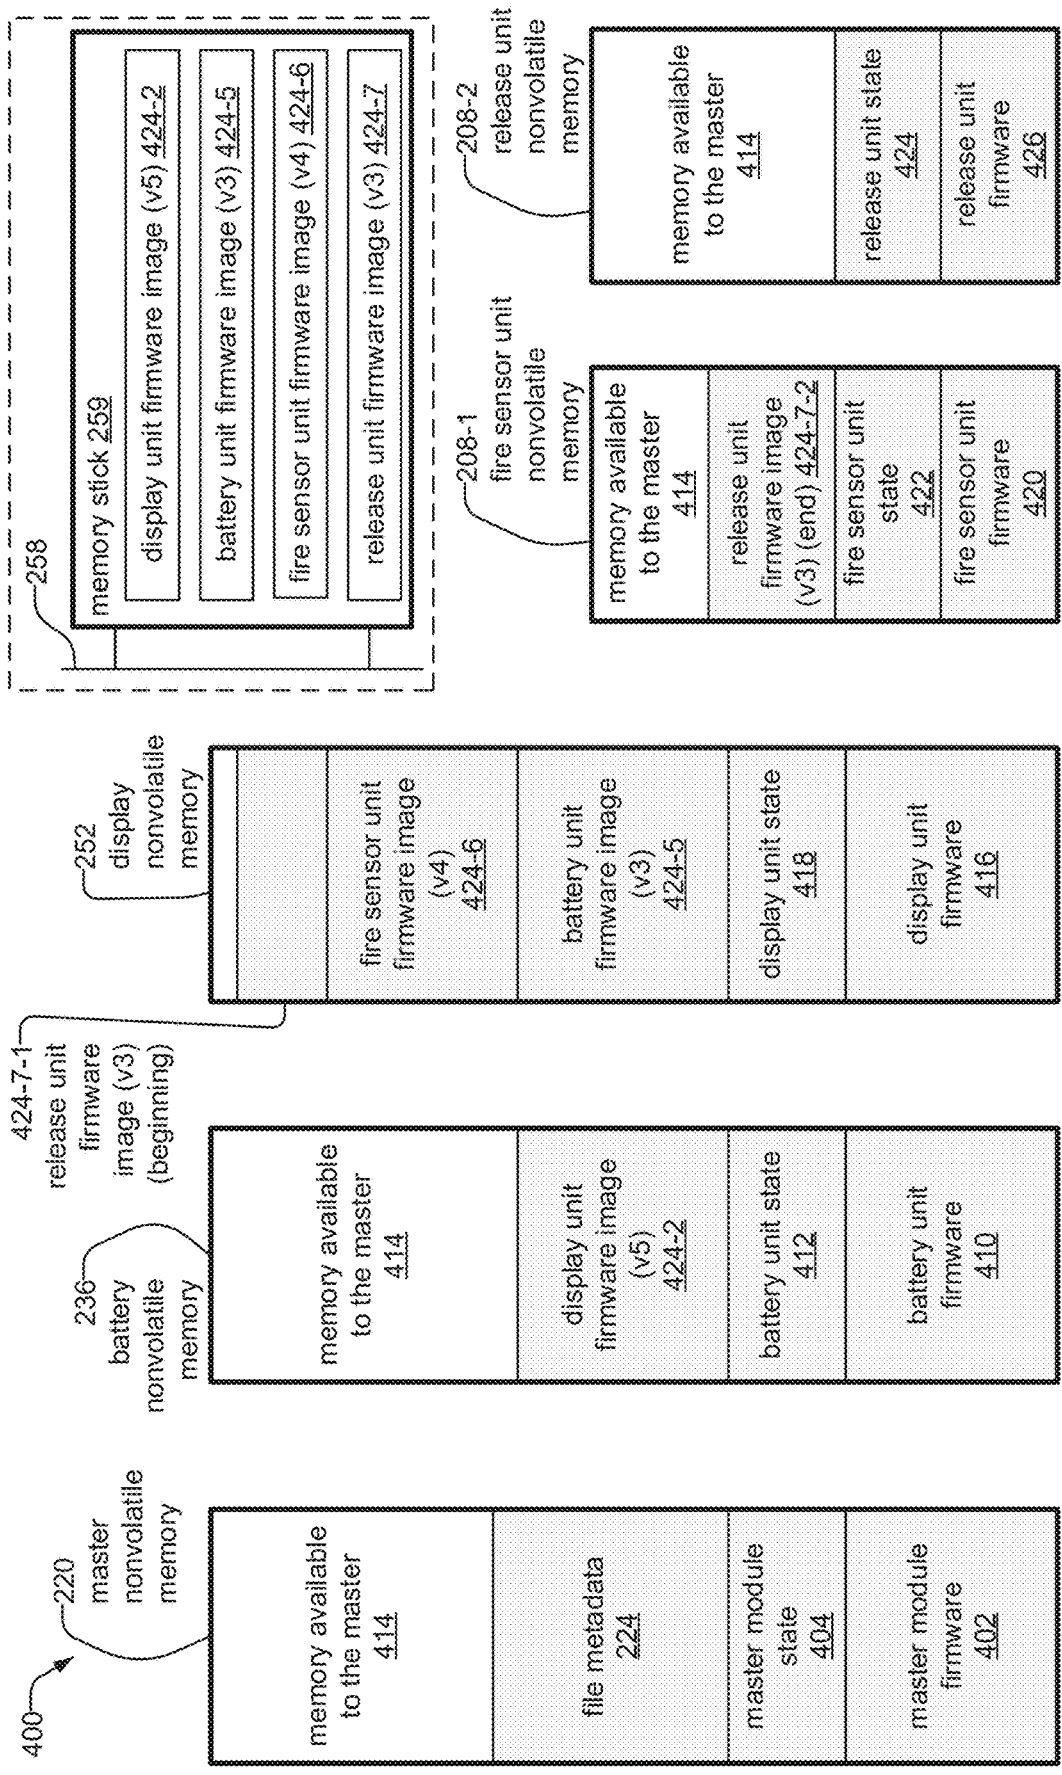 400
220
master
nonvolatile
memory
memory available
to the master
414
file metadata
224
master module
state
404
master module
firmware
402
236
battery
nonvolatile
memory
memory available
to the master
414
display unit
firmware image
(v5)
424-2
battery unit state
412
battery unit
firmware
410
424-7-1
release unit
firmware
image (v3)
(beginning)
252
display
nonvolatile
memory
fire sensor unit
firmware image
(v4)
424-6
battery unit
firmware image
(v3)
424-5
display unit state
418
display unit
firmware
416
258
memory stick 259
display unit firmware image (v5) 424-2
battery unit firmware image (v3) 424-5
fire sensor unit firmware image (v4) 424-6
release unit firmware image (v3) 424-7
208-1
fire sensor unit
nonvolatile
memory
memory available
to the master
414
release unit
firmware image
(v3) (end) 424-7-2
fire sensor unit
state
422
fire sensor unit
firmware
420
208-2
release unit
nonvolatile
memory
memory available
to the master
414
release unit state
424
release unit
firmware
426